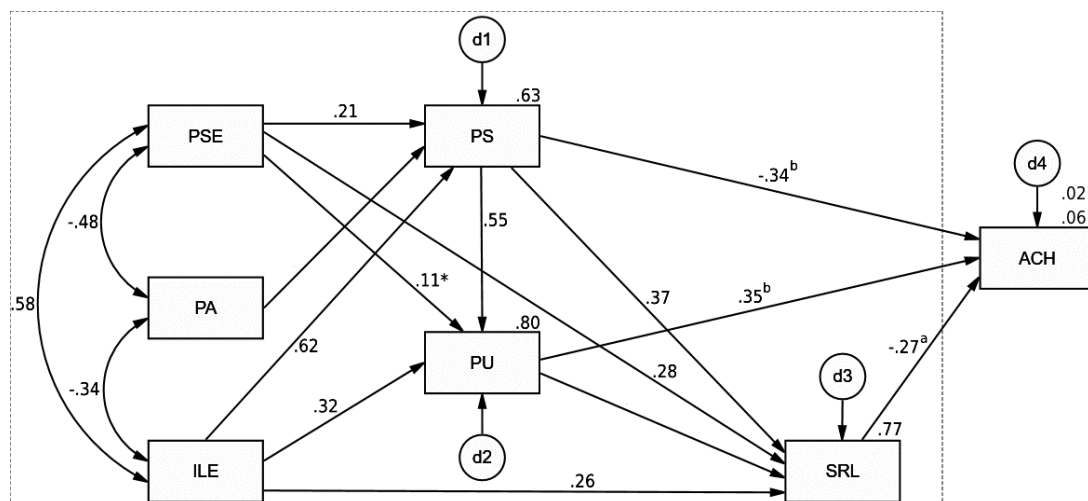 d1
.63
PSE
.21
PS
d4
-.34b
.02
.06
-.48
.55
ACH
.58
PA
.11*
.35b
.37
.80
.62
PU
-.34
.28
-.27a
.32
d3
.77
ILE
d2
.26
SRL